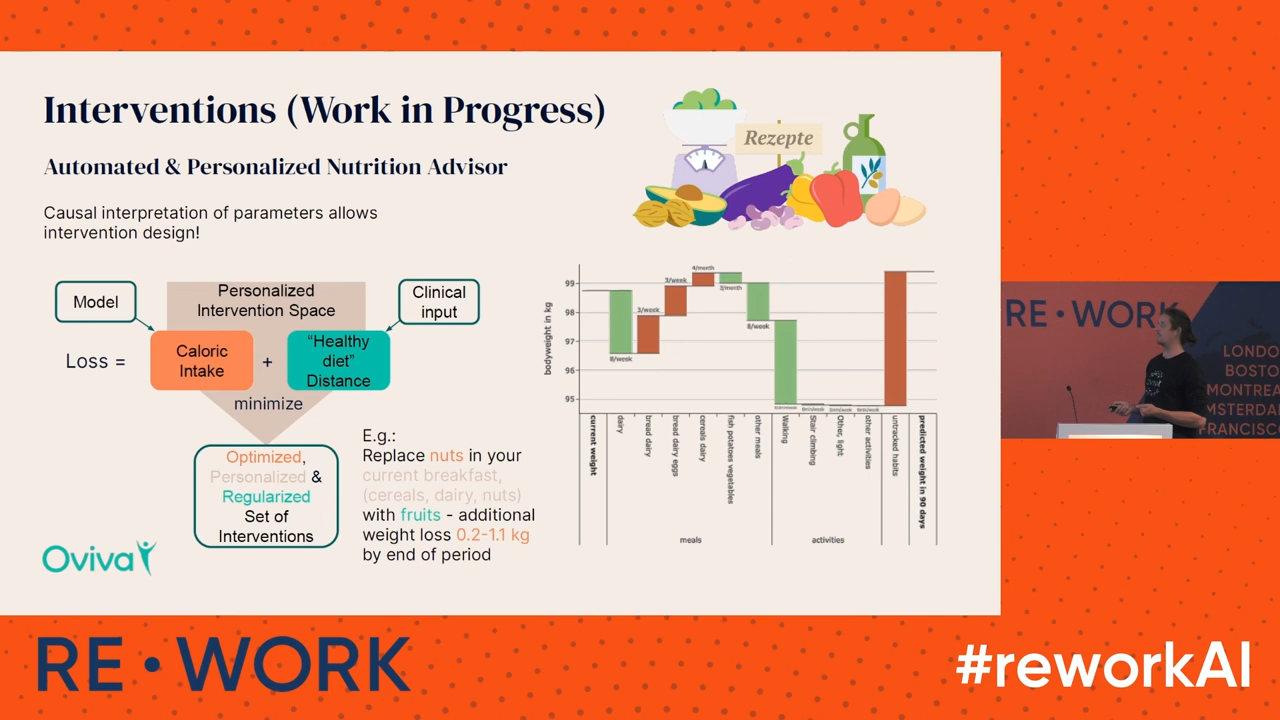 Interventions (Work in Progress)
Automated & Personalized Nutrition Advisor
Causal interpretation of parameters allows
intervention design!
Rezepte
Model
Personalized
Intervention Space
Clinical
input
Loss =
Caloric
Intake
+
“Healthy
diet”
Distance
minimize
Optimized,
Personalized &
Regularized
Set of
Interventions
E.g.:
Replace nuts in your
current breakfast,
(cereals, dairy, nuts)
with fruits - additional
weight loss 0.2-1.1 kg
by end of period
Oviva
bodyweight in kg
99
98
97
96
95
8/week
3/week
3/week
4/month
3/month
8/week
current weight
dairy
bread dairy
bread dairy eggs
cereals dairy
fish potatoes vegetables
other meals
Walking
Stair climbing
Other, light
other activities
untracked habits
predicted weight in 90 days
meals
activities
RE•WORK
LONDO
BOSTO
MONTREA
MSTERDA
FRANCISC
RE•WORK
#reworkAI